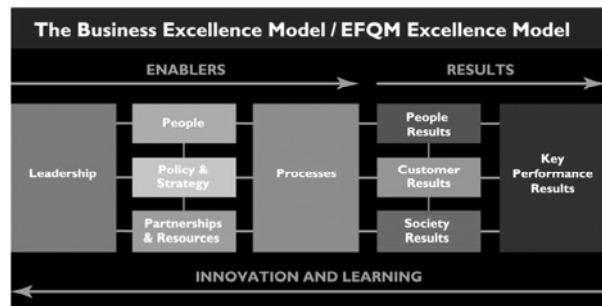 The Business Excellence Model / EFQM Excellence Model
ENABLERS
RESULTS
Leadership
People
Policy &
Strategy
Partnerships
& Resources
Processes
People
Results
Customer
Results
Society
Results
Key
Performance
Results
INNOVATION AND LEARNING